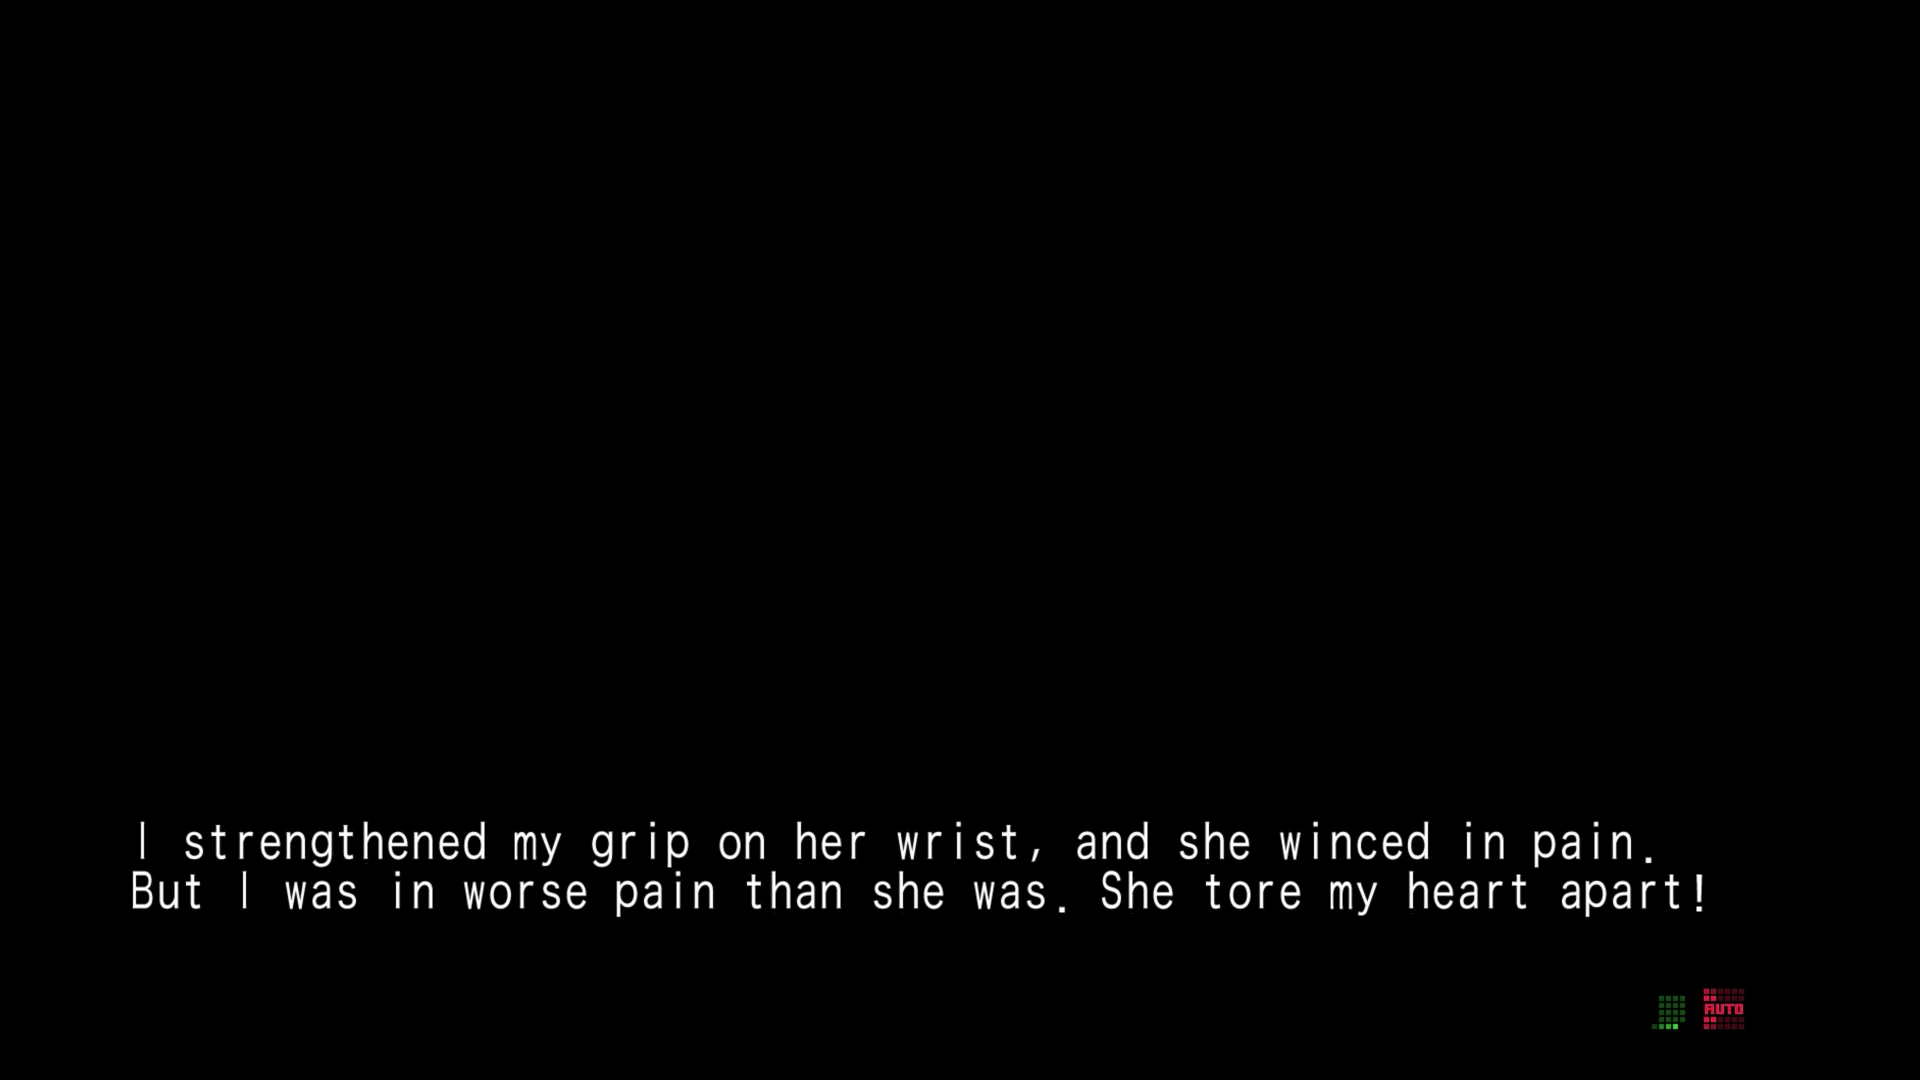 I strengthened my grip on her wrist, and she winced in pain.
But I was in worse pain than she was. She tore my heart apart!
AUTO